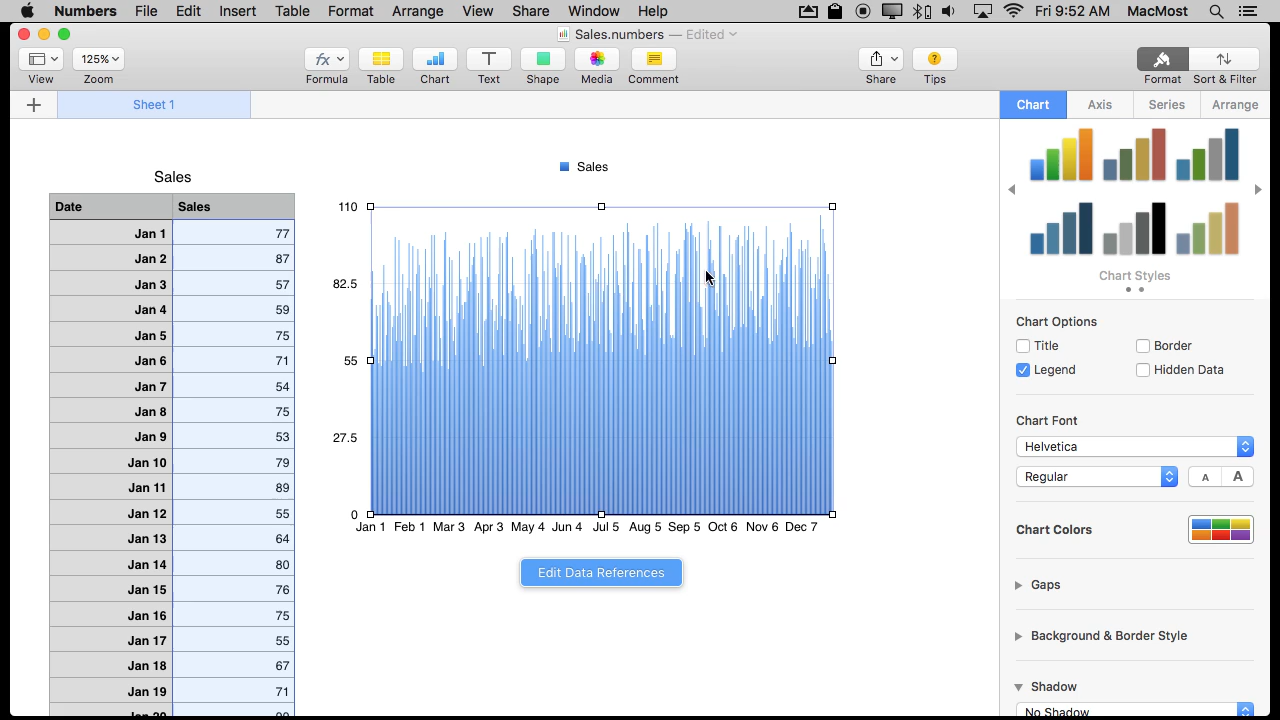 Numbers File Edit Insert Table Format Arrange View Share Window Help Fri 9:52 AM MacMost
Sales.numbers — Edited
125%
View Zoom Formula Table Chart Text Shape Media Comment Share Tips Format Sort & Filter
Sheet 1
Chart Axis Series Arrange
Sales
Date Sales
Jan 1 77
Jan 2 87
Jan 3 57
Jan 4 59
Jan 5 75
Jan 6 71
Jan 7 54
Jan 8 75
Jan 9 53
Jan 10 79
Jan 11 89
Jan 12 55
Jan 13 64
Jan 14 80
Jan 15 76
Jan 16 75
Jan 17 55
Jan 18 67
Jan 19 71
Sales
110
82.5
55
27.5
0
Jan 1 Feb 1 Mar 3 Apr 3 May 4 Jun 4 Jul 5 Aug 5 Sep 5 Oct 6 Nov 6 Dec 7
Edit Data References
Chart Styles
Chart Options
Title Border
Legend Hidden Data
Chart Font
Helvetica
Regular A A
Chart Colors
Gaps
Background & Border Style
Shadow
No Shadow